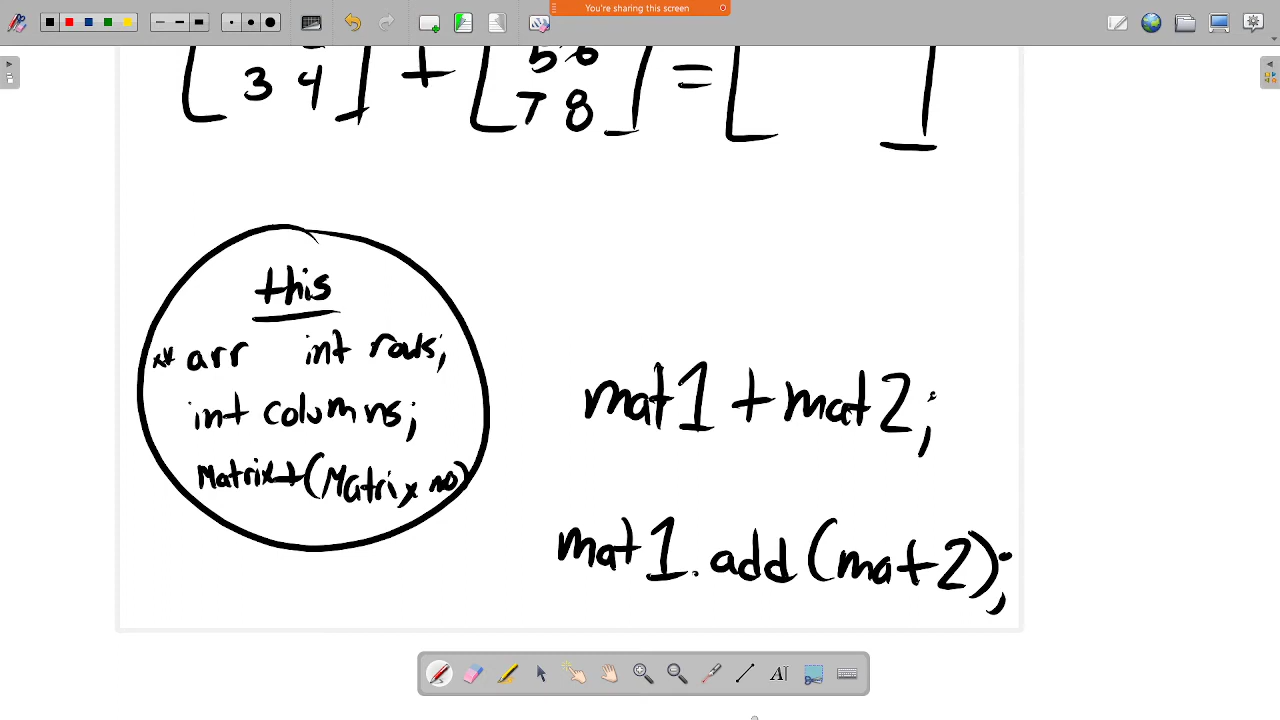 You're sharing this screen
[ 3 4 ] + [ 5 6 = [ ]
7 8 ]
this
** arr int rows;
int columns;
Matrix + (Matrix mo)
mat1 + mat2;
mat1.add(mat2);